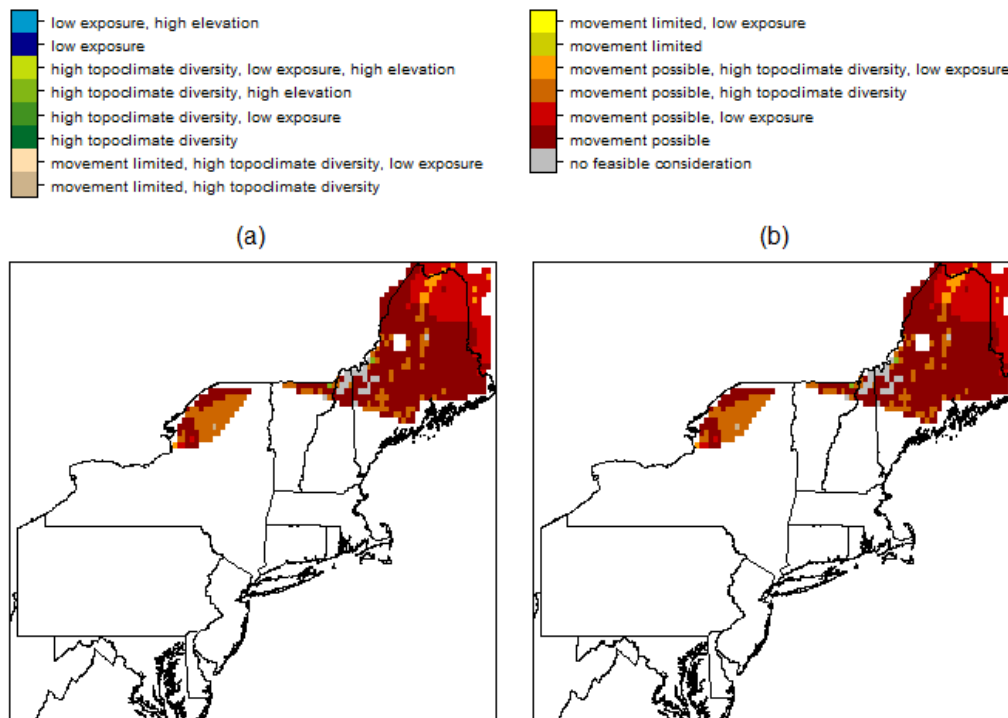 low exposure, high elevation
low exposure
high topoclimate diversity, low exposure, high elevation
high topoclimate diversity, high elevation
high topoclimate diversity, low exposure
high topoclimate diversity
movement limited, high topoclimate diversity, low exposure
movement limited, high topoclimate diversity
movement limited, low exposure
movement limited
movement possible, high topoclimate diversity, low exposure
movement possible, high topoclimate diversity
movement possible, low exposure
movement possible
no feasible consideration
(a)
(b)